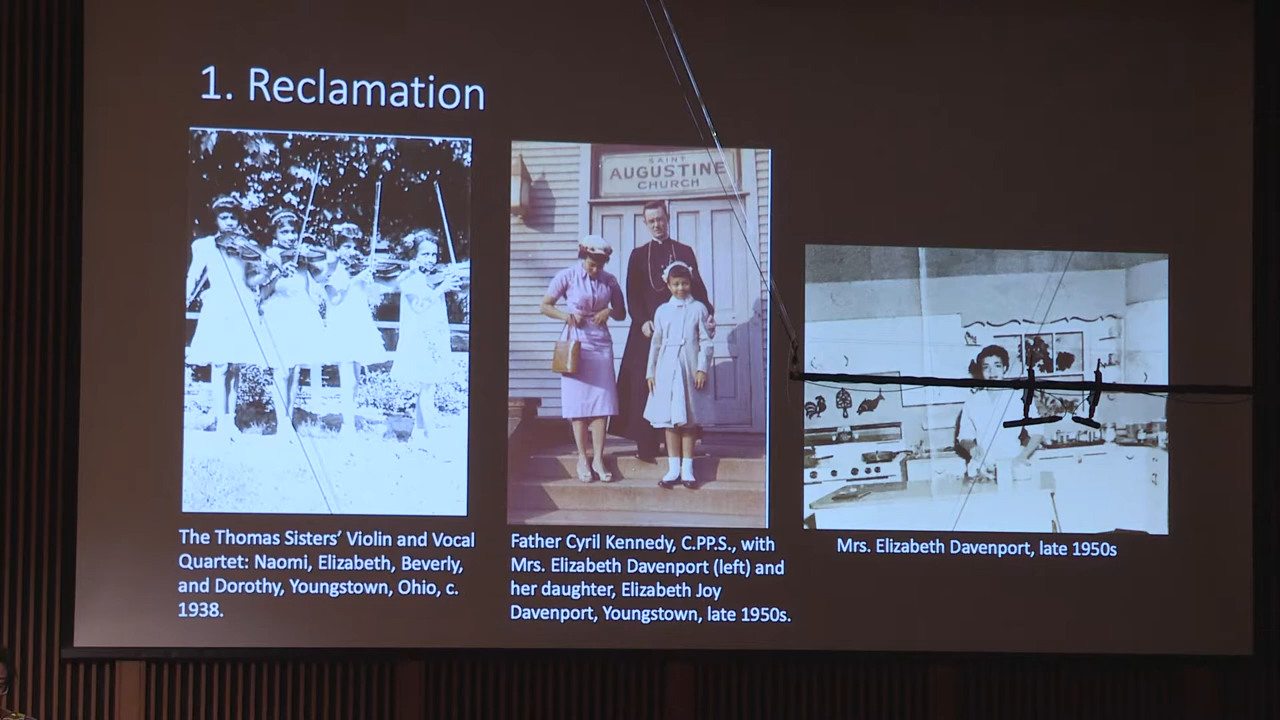 1. Reclamation
SAINT
AUGUSTINE
CHURCH
The Thomas Sisters’ Violin and Vocal
Quartet: Naomi, Elizabeth, Beverly,
and Dorothy, Youngstown, Ohio, c.
1938.
Father Cyril Kennedy, C.PP.S., with
Mrs. Elizabeth Davenport (left) and
her daughter, Elizabeth Joy
Davenport, Youngstown, late 1950s.
Mrs. Elizabeth Davenport, late 1950s